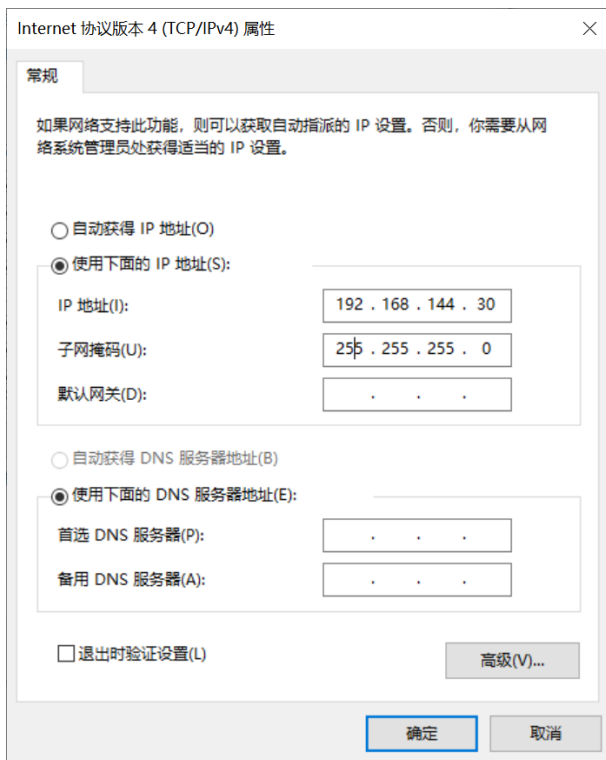 Internet 协议版本 4 (TCP/IPv4) 属性
常规
如果网络支持此功能，则可以获取自动指派的 IP 设置。否则，你需要从网
络系统管理员处获得适当的 IP 设置。
自动获得 IP 地址(O)
使用下面的 IP 地址(S):
IP 地址(I): 192 . 168 . 144 . 30
子网掩码(U): 255 . 255 . 255 . 0
默认网关(D): . . .
自动获得 DNS 服务器地址(B)
使用下面的 DNS 服务器地址(E):
首选 DNS 服务器(P): . . .
备用 DNS 服务器(A): . . .
退出时验证设置(L)
高级(V)...
确定 取消